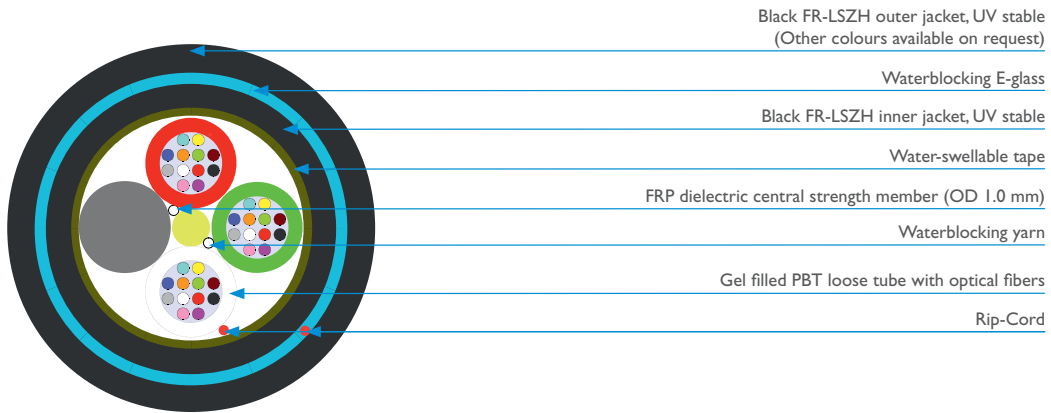 Black FR-LSZH outer jacket, UV stable
(Other colours available on request)
Waterblocking E-glass
Black FR-LSZH inner jacket, UV stable
Water-swellable tape
FRP dielectric central strength member (OD 1.0 mm)
Waterblocking yarn
Gel filled PBT loose tube with optical fibers
Rip-Cord